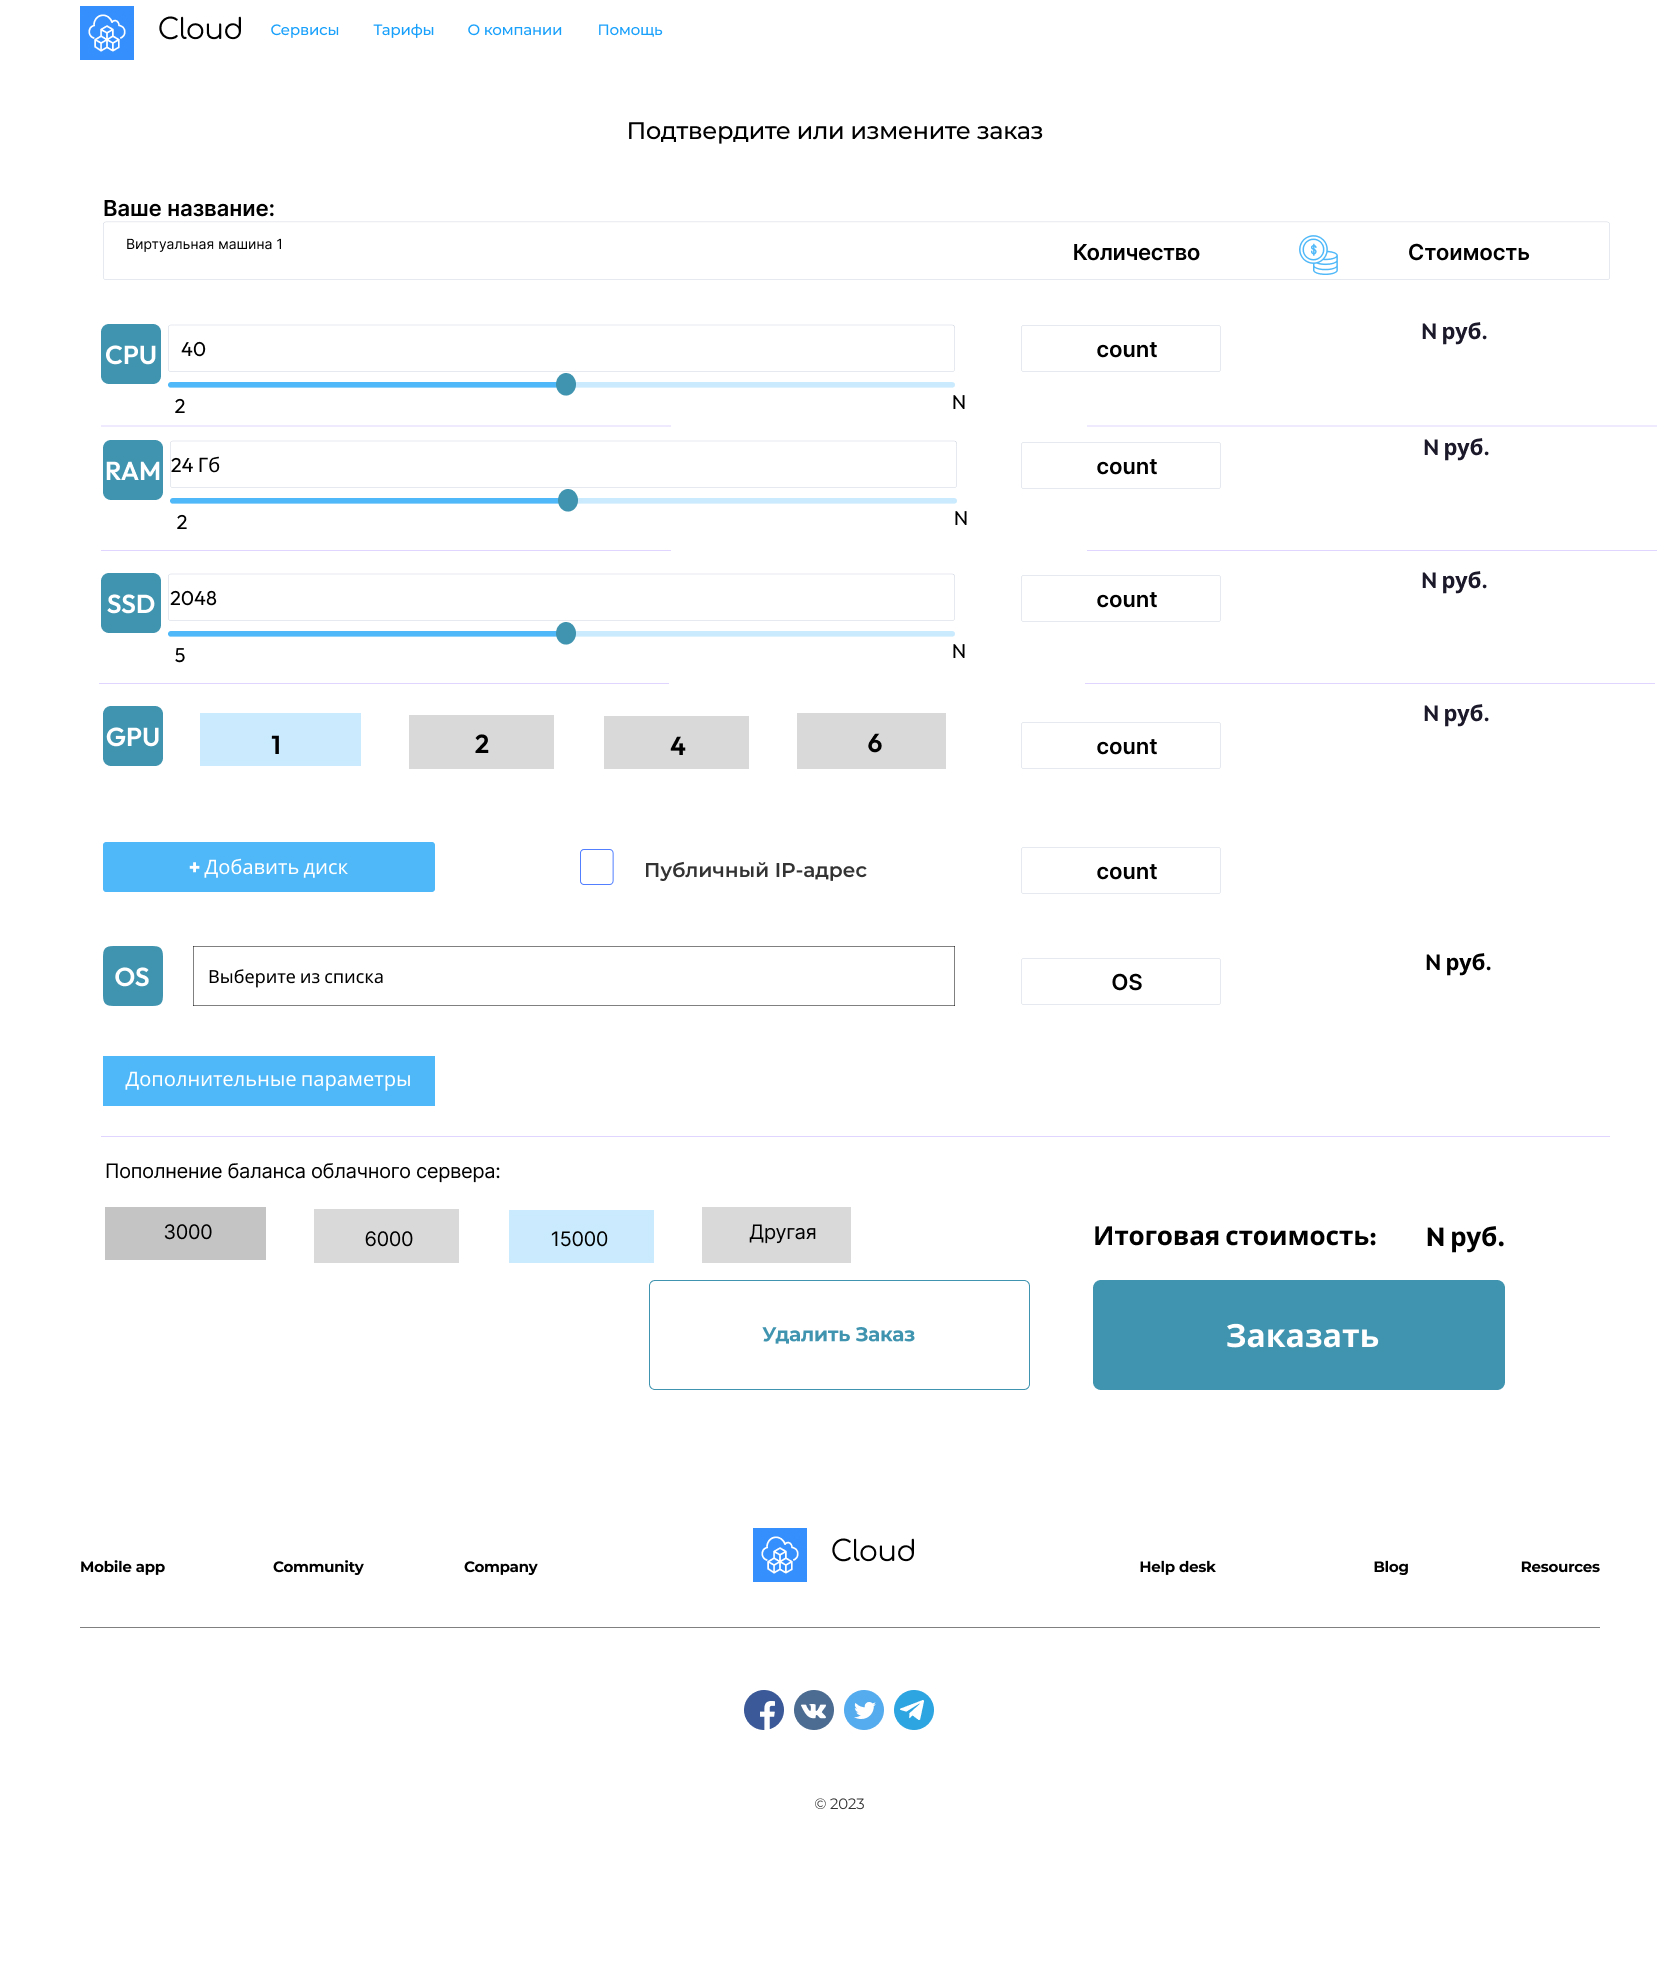 Cloud Сервисы Тарифы О компании Помощь
Подтвердите или измените заказ
Ваше название:
Виртуальная машина 1 Количество $ Стоимость
CPU 40 count N руб.
2 N
RAM 24 Гб count N руб.
2 N
SSD 2048 count N руб.
5 N
GPU 1 2 4 6 count N руб.
+ Добавить диск Публичный IP-адрес count
OS Выберите из списка OS N руб.
Дополнительные параметры
Пополнение баланса облачного сервера:
3000 6000 15000 Другая Итоговая стоимость: N руб.
Удалить Заказ Заказать
Mobile app Community Company Cloud Help desk Blog Resources
© 2023